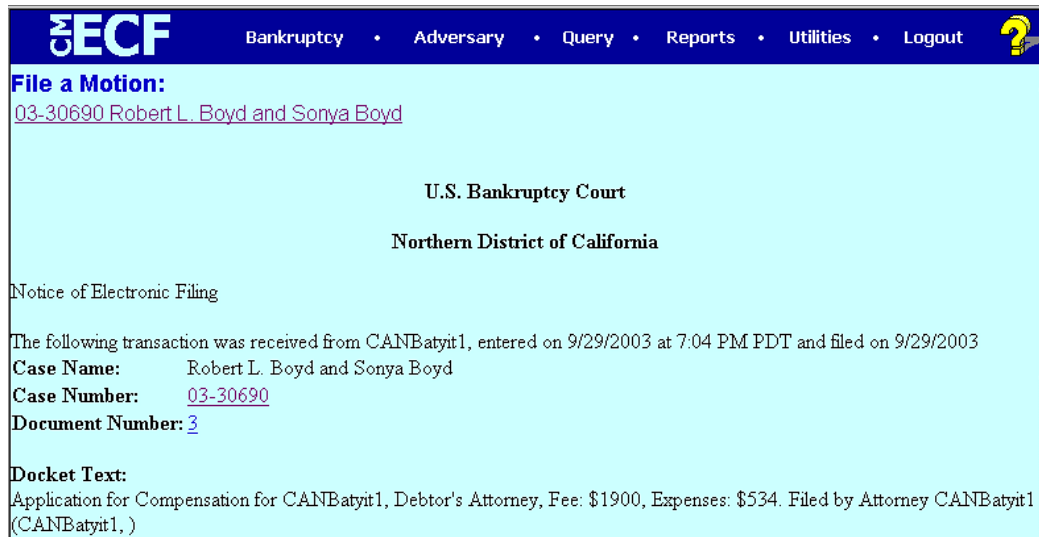 CM ECF Bankruptcy • Adversary • Query • Reports • Utilities • Logout ?
File a Motion:
03-30690 Robert L. Boyd and Sonya Boyd
U.S. Bankruptcy Court
Northern District of California
Notice of Electronic Filing
The following transaction was received from CANBatyit1, entered on 9/29/2003 at 7:04 PM PDT and filed on 9/29/2003
Case Name: Robert L. Boyd and Sonya Boyd
Case Number: 03-30690
Document Number: 3
Docket Text:
Application for Compensation for CANBatyit1, Debtor's Attorney, Fee: $1900, Expenses: $534. Filed by Attorney CANBatyit1
(CANBatyit1, )